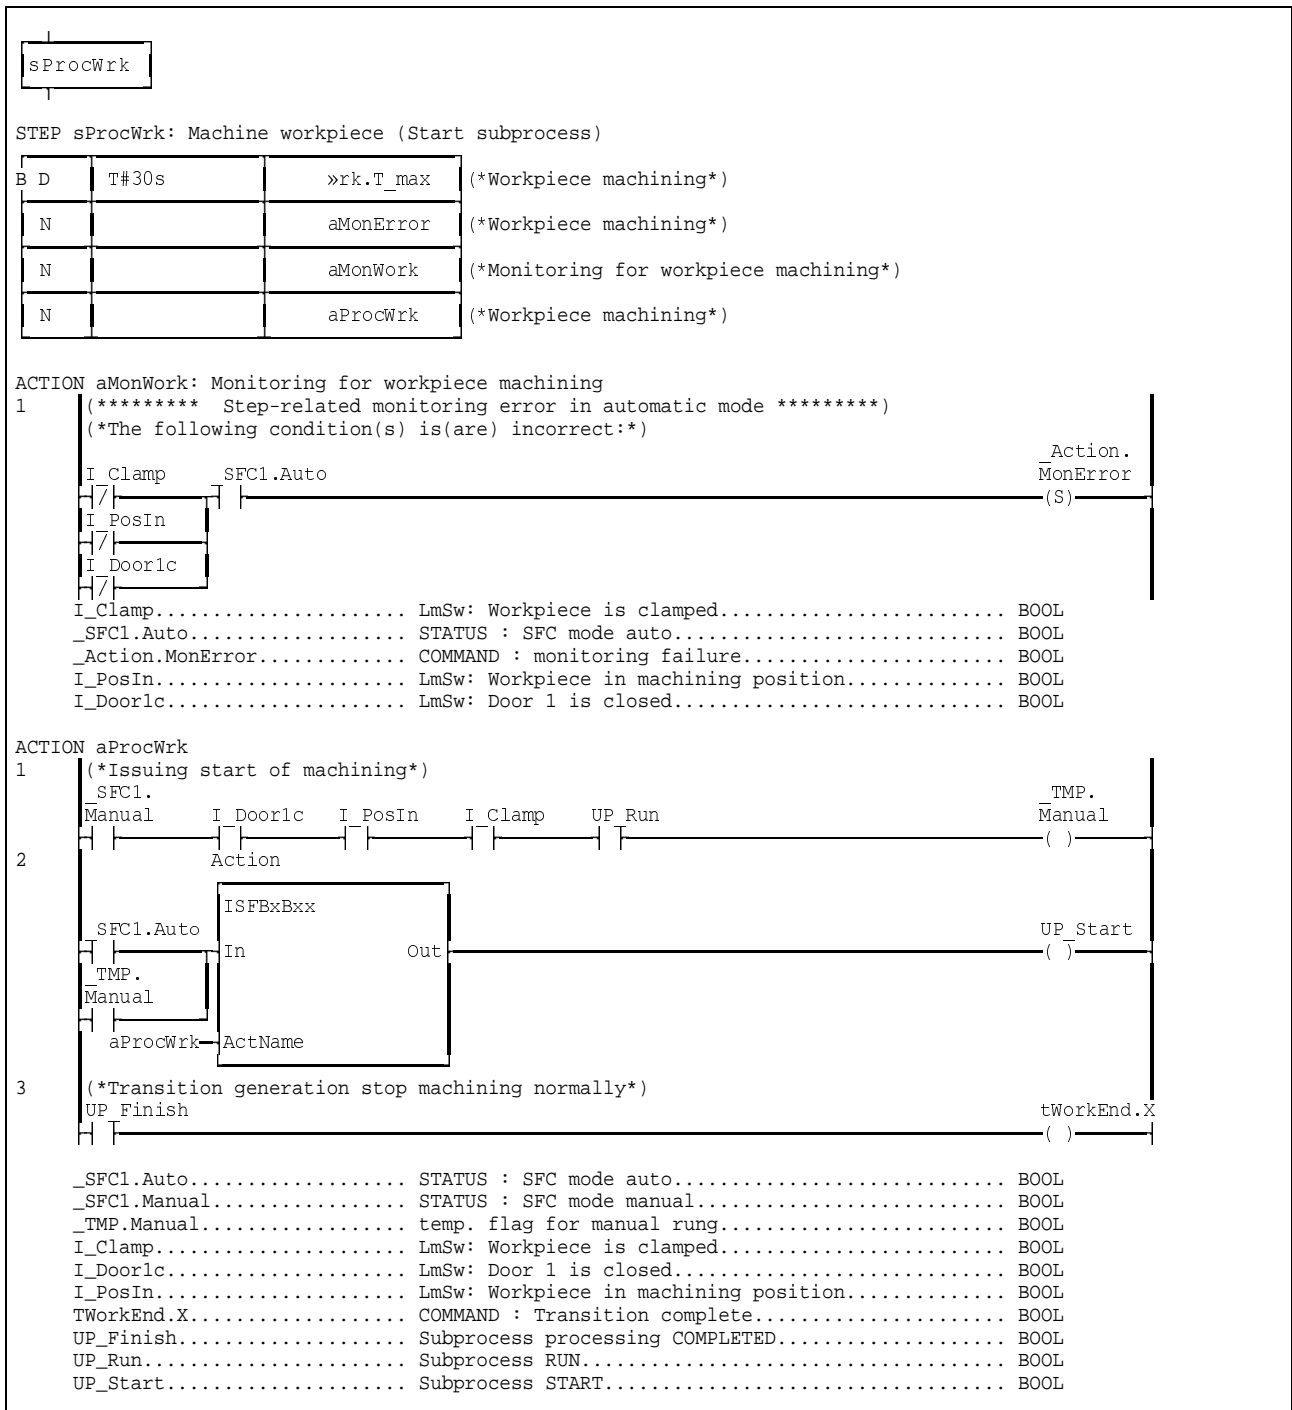 sProcWrk
STEP sProcWrk: Machine workpiece (Start subprocess)
B D T#30s »rk.T_max (*Workpiece machining*)
N aMonError (*Workpiece machining*)
N aMonWork (*Monitoring for workpiece machining*)
N aProcWrk (*Workpiece machining*)
ACTION aMonWork: Monitoring for workpiece machining
1 (********* Step-related monitoring error in automatic mode *********)
(*The following condition(s) is(are) incorrect:*)
_Action.
I_Clamp _SFC1.Auto MonError
/ (S)
I_PosIn
/
I_Door1c
/
I_Clamp...................... LmSw: Workpiece is clamped......................... BOOL
_SFC1.Auto................... STATUS : SFC mode auto............................. BOOL
_Action.MonError............. COMMAND : monitoring failure....................... BOOL
I_PosIn...................... LmSw: Workpiece in machining position.............. BOOL
I_Door1c..................... LmSw: Door 1 is closed............................. BOOL
ACTION aProcWrk
1 (*Issuing start of machining*)
_SFC1. _TMP.
Manual I_Door1c I_PosIn I_Clamp UP_Run Manual
( )
2 Action
ISFBxBxx
_SFC1.Auto UP_Start
In Out ( )
_TMP.
Manual
aProcWrk ActName
3 (*Transition generation stop machining normally*)
UP_Finish tWorkEnd.X
( )
_SFC1.Auto................... STATUS : SFC mode auto............................. BOOL
_SFC1.Manual................. STATUS : SFC mode manual........................... BOOL
_TMP.Manual.................. temp. flag for manual rung......................... BOOL
I_Clamp...................... LmSw: Workpiece is clamped......................... BOOL
I_Door1c..................... LmSw: Door 1 is closed............................. BOOL
I_PosIn...................... LmSw: Workpiece in machining position.............. BOOL
TWorkEnd.X................... COMMAND : Transition complete...................... BOOL
UP_Finish.................... Subprocess processing COMPLETED.................... BOOL
UP_Run....................... Subprocess RUN..................................... BOOL
UP_Start..................... Subprocess START................................... BOOL